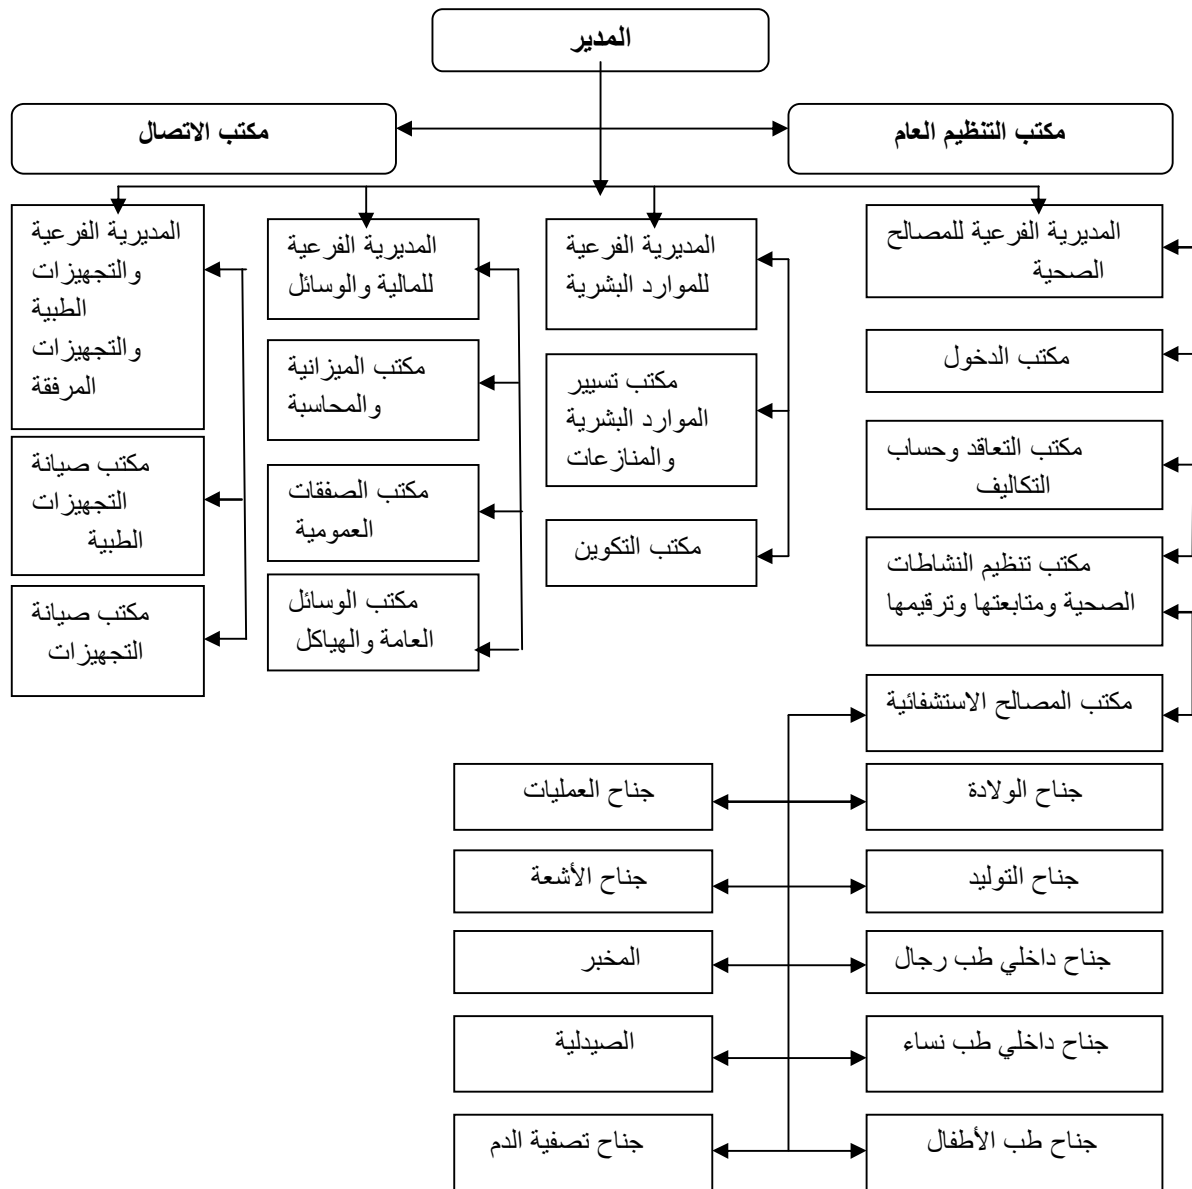 المدير
مكتب التنظيم العام
مكتب الاتصال
المديرية الفرعية للمصالح
الصحية
مكتب الدخول
مكتب التعاقد وحساب
التكاليف
مكتب تنظيم النشاطات
الصحية ومتابعتها وترقيمها
مكتب المصالح الاستشفائية
المديرية الفرعية
للموارد البشرية
مكتب تسيير
الموارد البشرية
والمنازعات
مكتب التكوين
المديرية الفرعية
للمالية والوسائل
مكتب الميزانية
والمحاسبة
مكتب الصفقات
العمومية
مكتب الوسائل
العامة والهياكل
المديرية الفرعية
والتجهيزات
الطبية
والتجهيزات
المرفقة
مكتب صيانة
التجهيزات
الطبية
مكتب صيانة
التجهيزات
جناح الولادة
جناح العمليات
جناح التوليد
جناح الأشعة
جناح داخلي طب رجال
المخبر
جناح داخلي طب نساء
الصيدلية
جناح طب الأطفال
جناح تصفية الدم